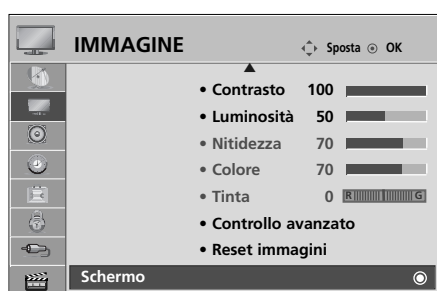 IMMAGINE Sposta OK
• Contrasto 100
• Luminosità 50
• Nitidezza 70
• Colore 70
• Tinta 0 R G
• Controllo avanzato
• Reset immagini
Schermo